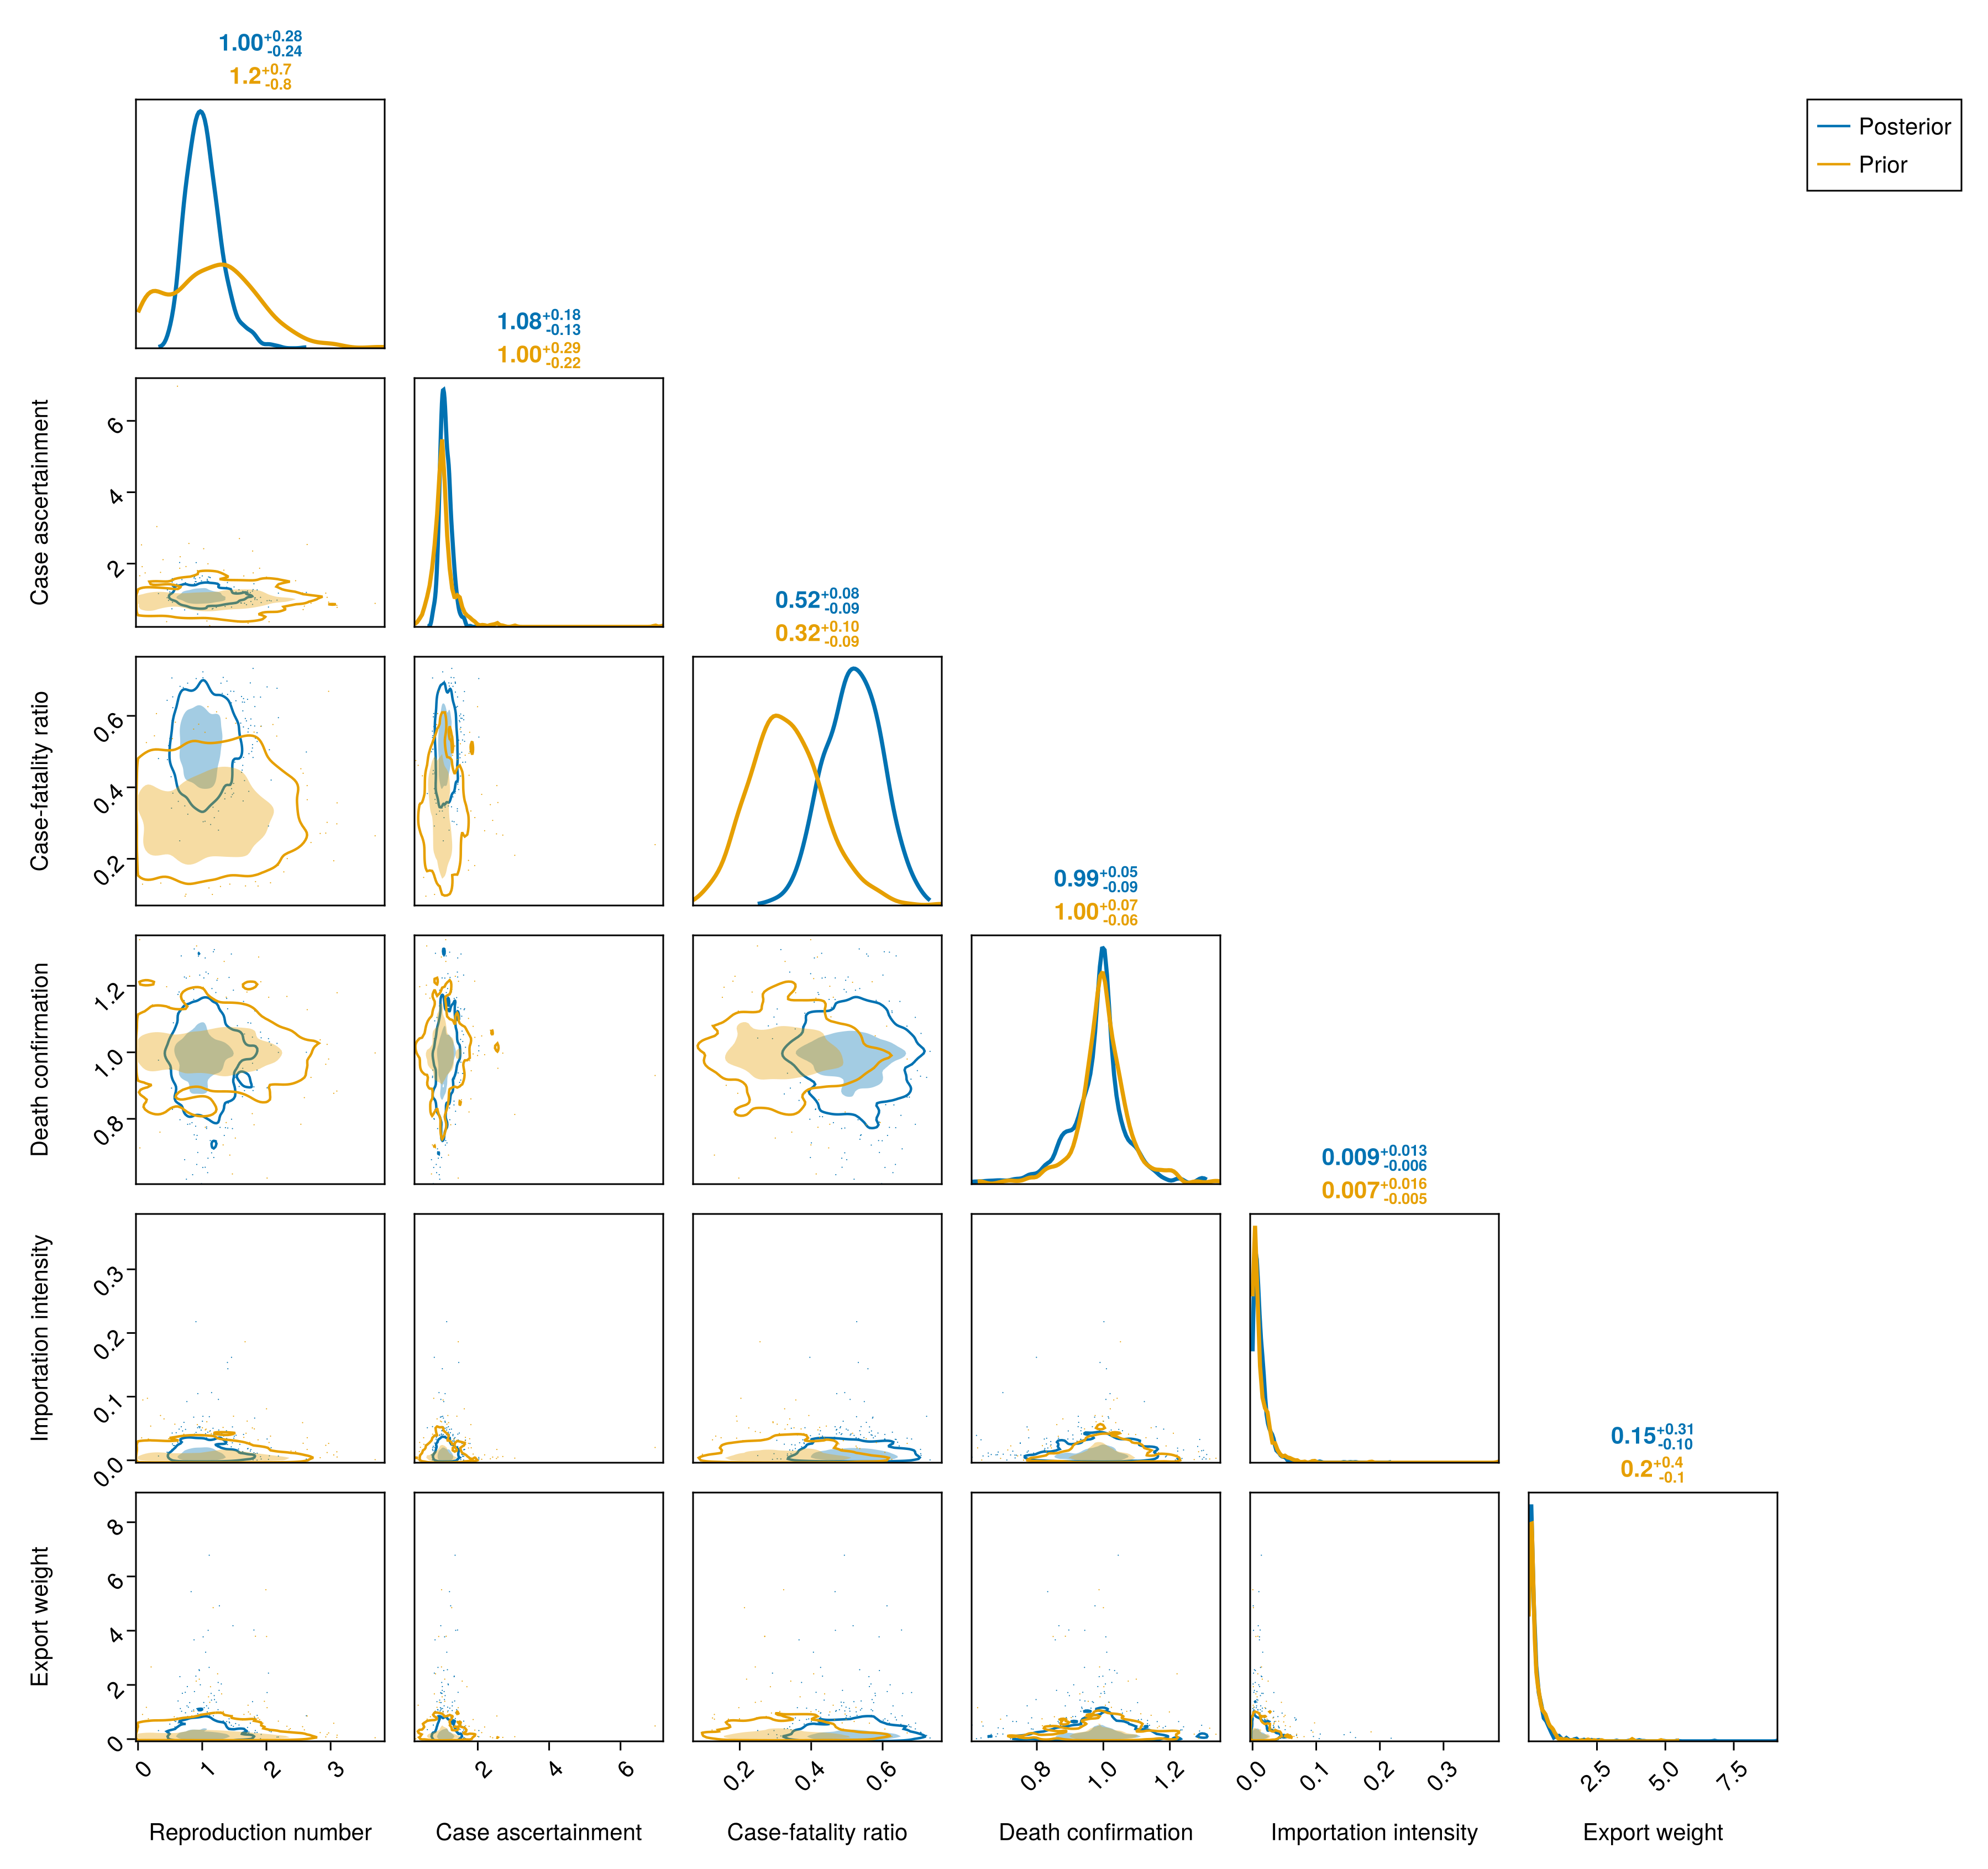 1.00+0.28 -0.24
1.2+0.7 -0.8
Posterior
Prior
1.08+0.18 -0.13
1.00+0.29 -0.22
Case ascertainment
6
4
2
0.52+0.08 -0.09
0.32+0.10 -0.09
Case-fatality ratio
0.6
0.4
0.2
0.99+0.05 -0.09
1.00+0.07 -0.06
Death confirmation
1.2
1.0
0.8
0.009+0.013 -0.006
0.007+0.016 -0.005
Importation intensity
0.3
0.2
0.1
0.0
0.15+0.31 -0.10
0.2+0.4 -0.1
Export weight
8
6
4
2
0
0 1 2 3
2 4 6
0.2 0.4 0.6
0.8 1.0 1.2
0.0 0.1 0.2 0.3
2.5 5.0 7.5
Reproduction number
Case ascertainment
Case-fatality ratio
Death confirmation
Importation intensity
Export weight